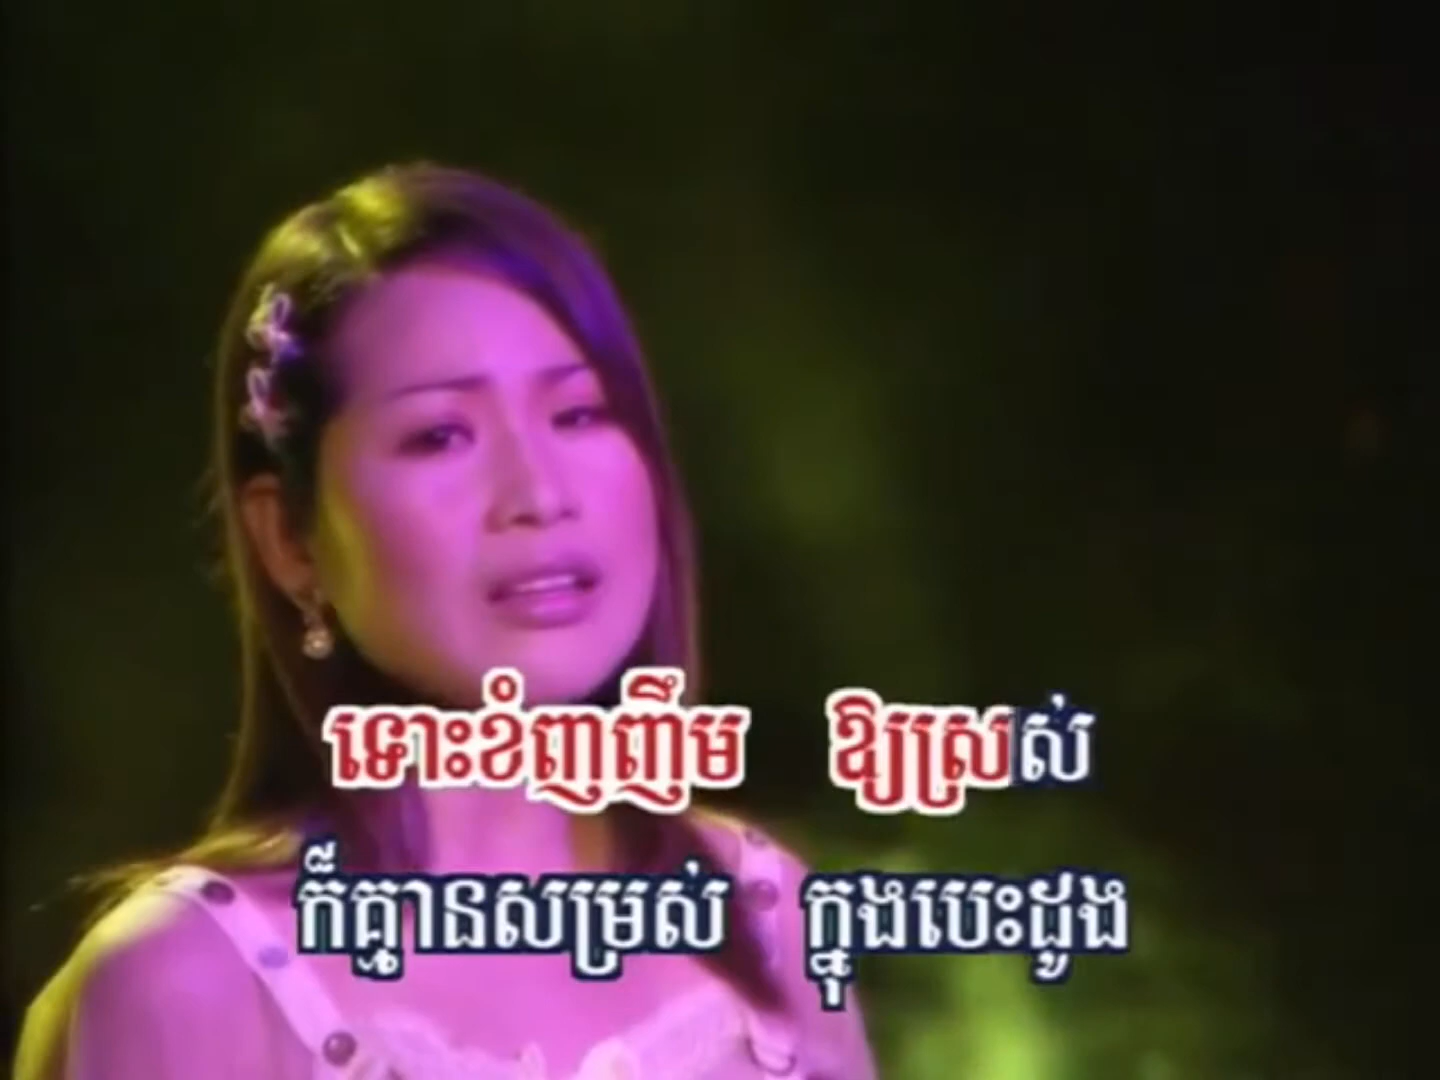 ទោះខំញញឹម ឱ្យស្រស់
ក៏គ្មានសម្រស់ ក្នុងបេះដូង